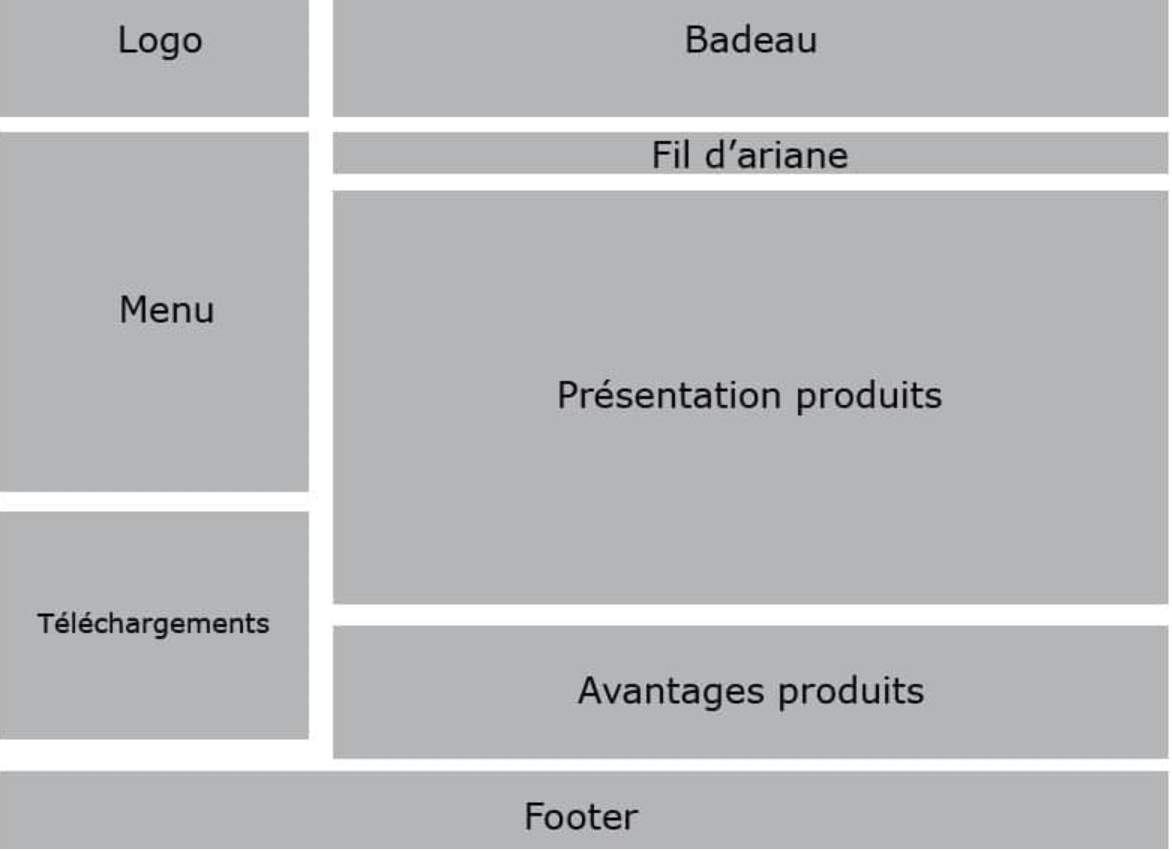 Logo
Badeau
Fil d’ariane
Menu
Présentation produits
Téléchargements
Avantages produits
Footer